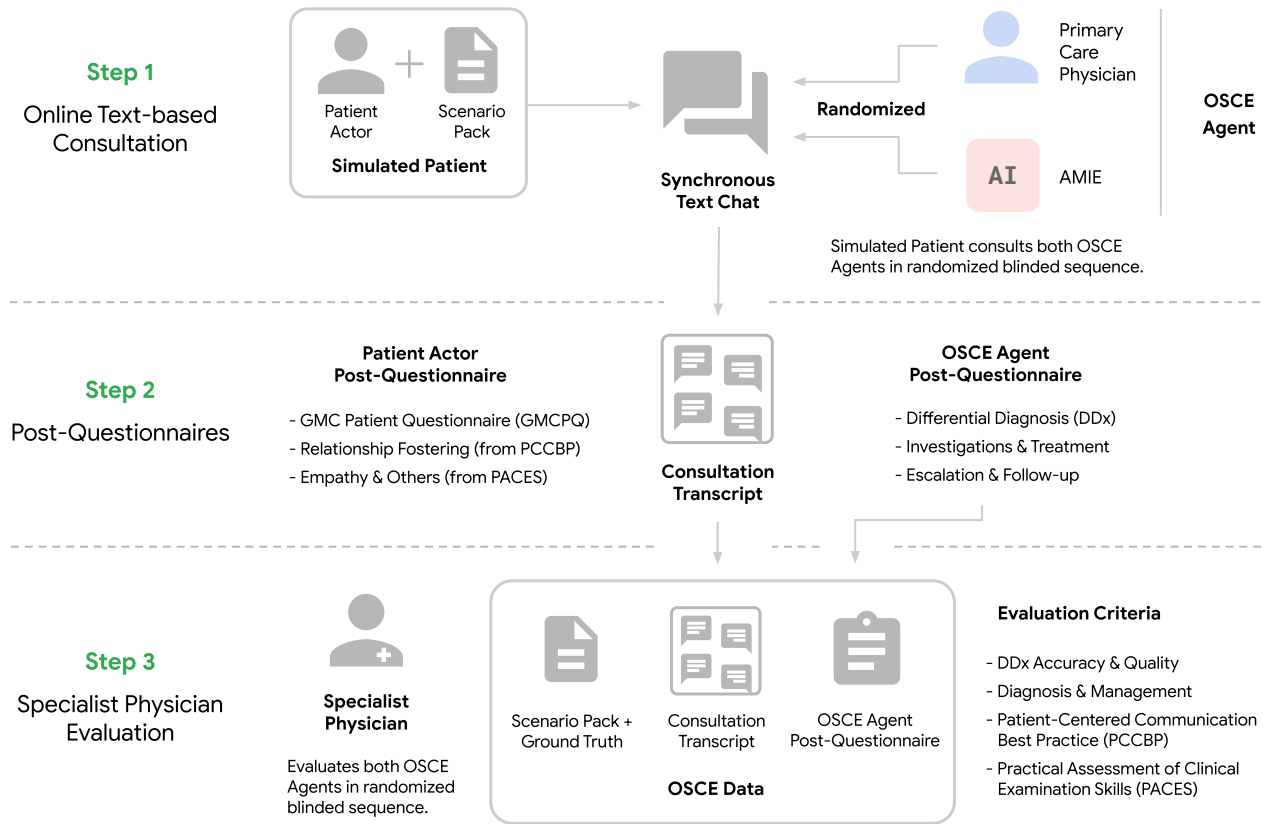 Step 1
Online Text-based
Consultation
Patient
Actor
Scenario
Pack
Simulated Patient
Synchronous
Text Chat
Randomized
Primary
Care
Physician
AI
AMIE
OSCE
Agent
Simulated Patient consults both OSCE
Agents in randomized blinded sequence.
Step 2
Post-Questionnaires
Patient Actor
Post-Questionnaire
- GMC Patient Questionnaire (GMCPQ)
- Relationship Fostering (from PCCBP)
- Empathy & Others (from PACES)
Consultation
Transcript
OSCE Agent
Post-Questionnaire
- Differential Diagnosis (DDx)
- Investigations & Treatment
- Escalation & Follow-up
Step 3
Specialist Physician
Evaluation
Specialist
Physician
Evaluates both OSCE
Agents in randomized
blinded sequence.
Scenario Pack +
Ground Truth
Consultation
Transcript
OSCE Agent
Post-Questionnaire
OSCE Data
Evaluation Criteria
- DDx Accuracy & Quality
- Diagnosis & Management
- Patient-Centered Communication
Best Practice (PCCBP)
- Practical Assessment of Clinical
Examination Skills (PACES)